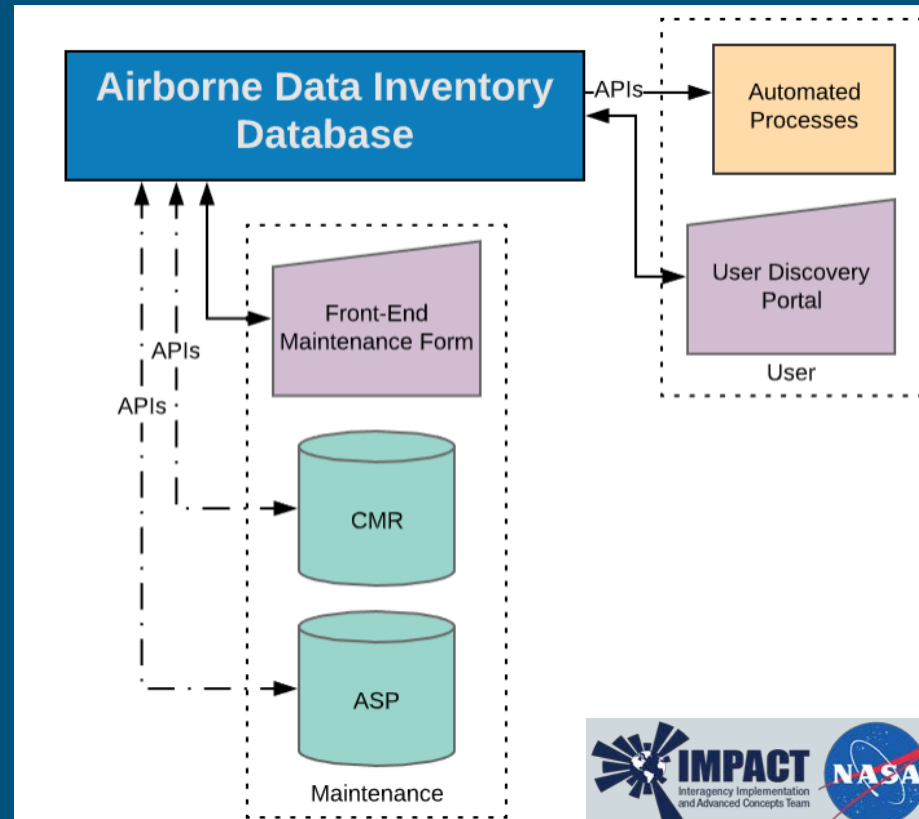 Airborne Data Inventory
Database
APIs
Automated
Processes
User Discovery
Portal
User
Front-End
Maintenance Form
APIs
APIs
CMR
ASP
Maintenance
IMPACT
Interagency Implementation
and Advanced Concepts Team
NASA